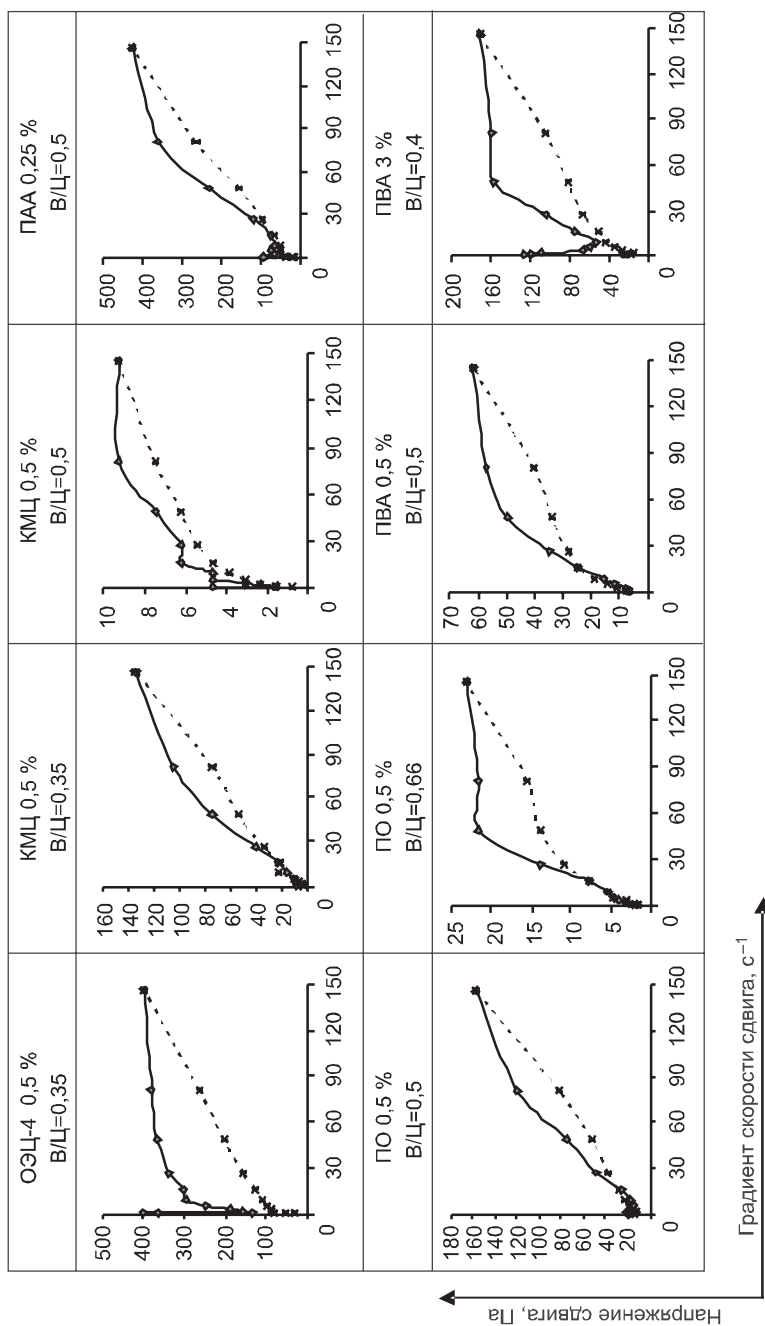 ОЭЦ-4 0,5 %
В/Ц=0,35
500
400
300
200
100
0 30 60 90 120 150
КМЦ 0,5 %
В/Ц=0,35
160
140
120
100
80
60
40
20
0 30 60 90 120 150
КМЦ 0,5 %
В/Ц=0,5
10
8
6
4
2
0 30 60 90 120 150
ПАА 0,25 %
В/Ц=0,5
500
400
300
200
100
0 30 60 90 120 150
ПО 0,5 %
В/Ц=0,5
180
160
140
120
100
80
60
40
20
0 30 60 90 120 150
ПО 0,5 %
В/Ц=0,66
25
20
15
10
5
0 30 60 90 120 150
ПВА 0,5 %
В/Ц=0,5
70
60
50
40
30
20
10
0 30 60 90 120 150
ПВА 3 %
В/Ц=0,4
200
160
120
80
40
0 30 60 90 120 150
Напряжение сдвига, Па
Градиент скорости сдвига, с⁻¹